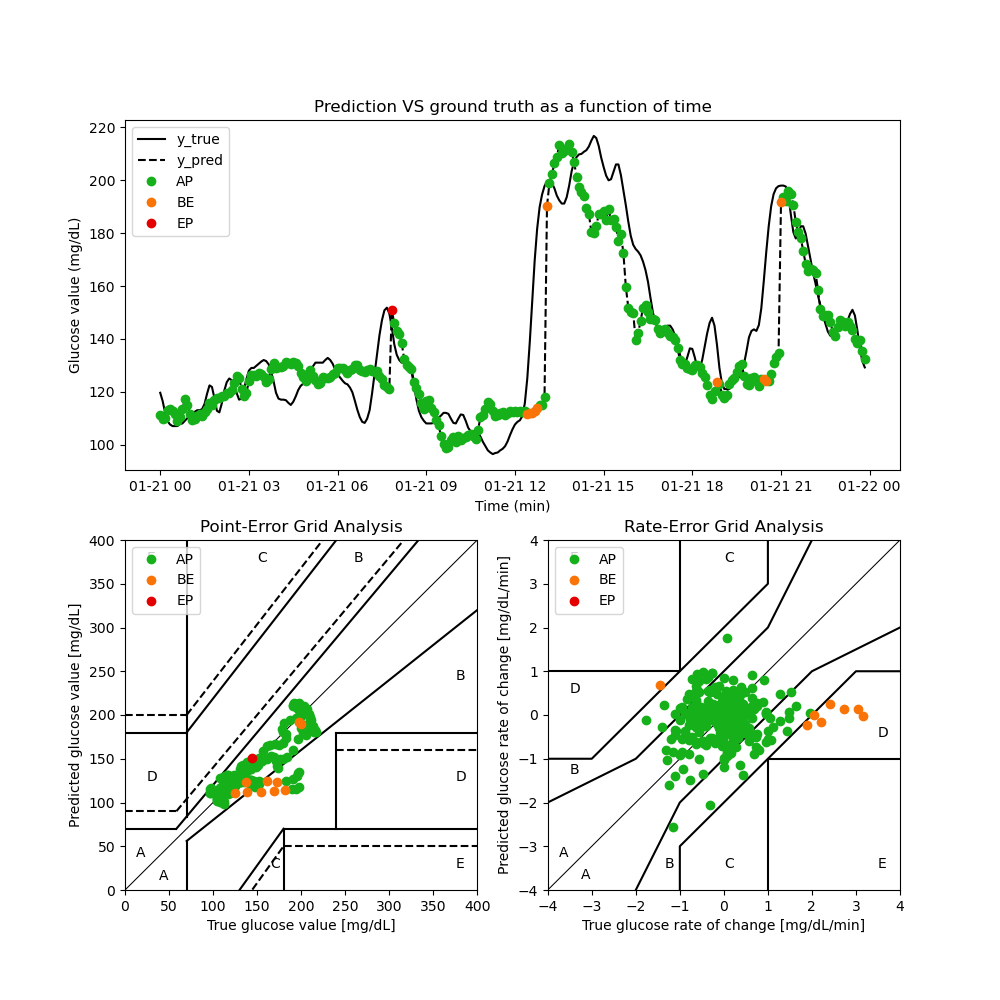 Prediction VS ground truth as a function of time
Glucose value (mg/dL)
220
200
180
160
140
120
100
y_true
y_pred
AP
BE
EP
01-21 00 01-21 03 01-21 06 01-21 09 01-21 12 01-21 15 01-21 18 01-21 21 01-22 00
Time (min)
Point-Error Grid Analysis
Predicted glucose value [mg/dL]
400
350
300
250
200
150
100
50
0
AP
BE
EP
C
B
B
D
D
A
A
C
E
0 50 100 150 200 250 300 350 400
True glucose value [mg/dL]
Rate-Error Grid Analysis
Predicted glucose rate of change [mg/dL/min]
4
3
2
1
0
−1
−2
−3
−4
AP
BE
EP
C
D
D
B
A
A
B
C
E
−4 −3 −2 −1 0 1 2 3 4
True glucose rate of change [mg/dL/min]